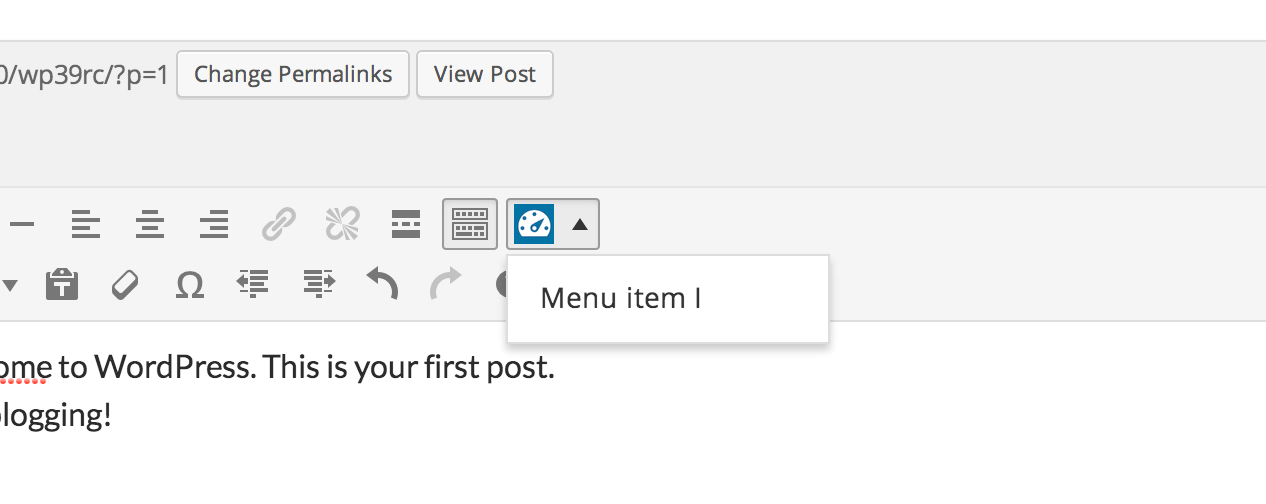 0/wp39rc/?p=1 Change Permalinks View Post
Ω
Menu item I
ome to WordPress. This is your first post.
logging!